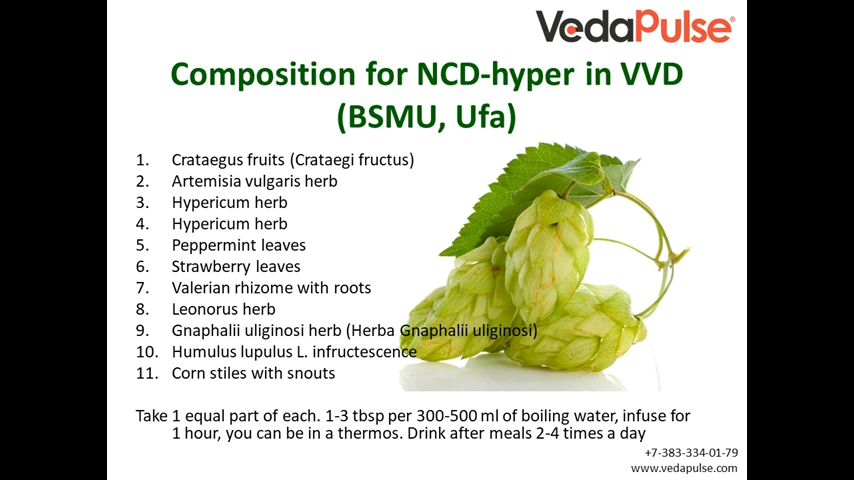 VedaPulse®
Composition for NCD-hyper in VVD
(BSMU, Ufa)
1. Crataegus fruits (Crataegi fructus)
2. Artemisia vulgaris herb
3. Hypericum herb
4. Hypericum herb
5. Peppermint leaves
6. Strawberry leaves
7. Valerian rhizome with roots
8. Leonorus herb
9. Gnaphalii uliginosi herb (Herba Gnaphalii uliginosi)
10. Humulus lupulus L. infructescence
11. Corn stiles with snouts
Take 1 equal part of each. 1-3 tbsp per 300-500 ml of boiling water, infuse for
1 hour, you can be in a thermos. Drink after meals 2-4 times a day
+7-383-334-01-79
www.vedapulse.com